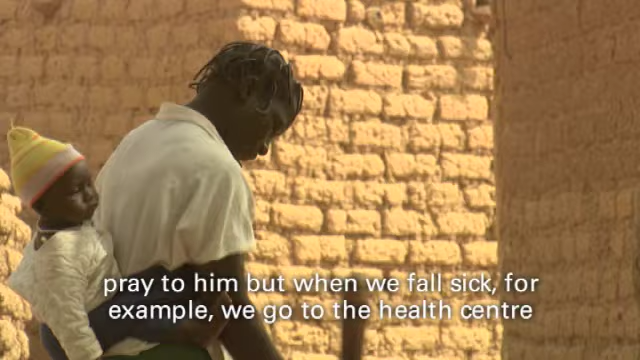 pray to him but when we fall sick, for
example, we go to the health centre